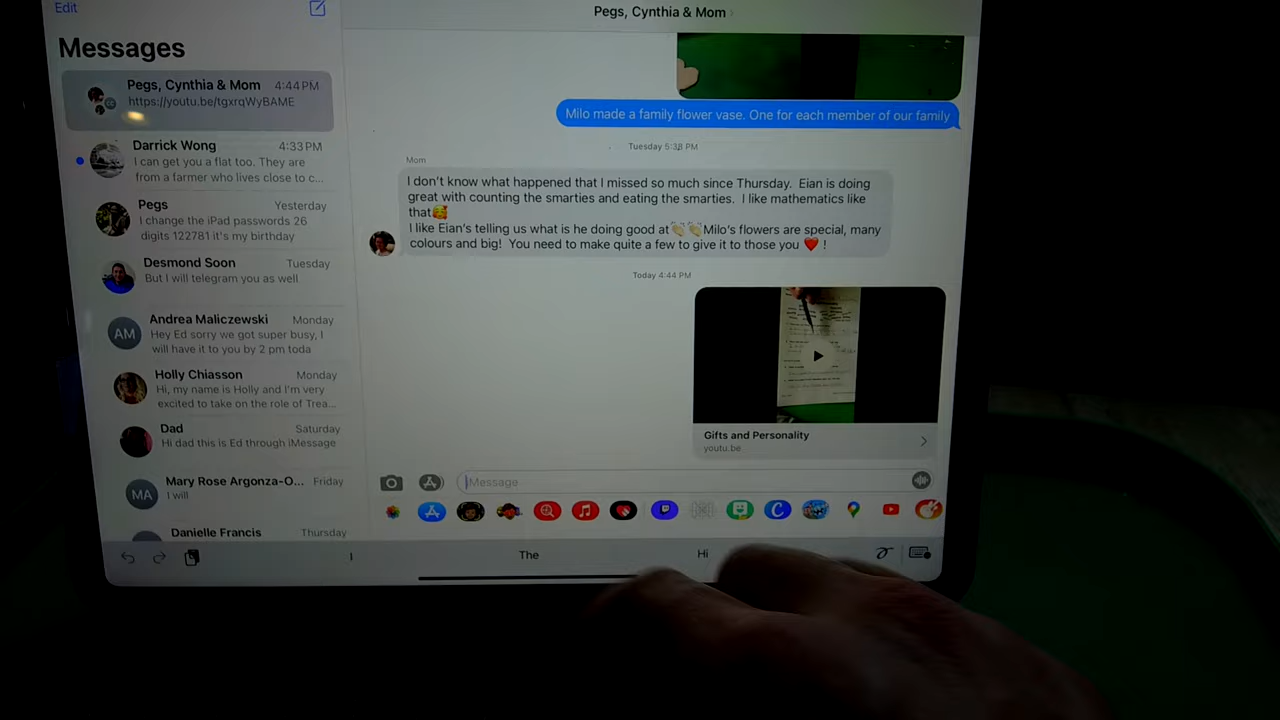 Edit
Messages
Pegs, Cynthia & Mom 4:44 PM
https://youtu.be/tgxrqWyBAME
Darrick Wong 4:33 PM
I can get you a flat too. They are
from a farmer who lives close to c...
Pegs Yesterday
I change the iPad passwords 26
digits 122781 it's my birthday
Desmond Soon Tuesday
But I will telegram you as well
AM
Andrea Maliczewski Monday
Hey Ed sorry we got super busy, I
will have it to you by 2 pm toda
Holly Chiasson Monday
Hi, my name is Holly and I'm very
excited to take on the role of Trea...
Dad Saturday
Hi dad this is Ed through iMessage
MA
Mary Rose Argonza-O... Friday
I will
Danielle Francis Thursday
Pegs, Cynthia & Mom
Milo made a family flower vase. One for each member of our family
Tuesday 5:38 PM
Mom
I don't know what happened that I missed so much since Thursday. Eian is doing
great with counting the smarties and eating the smarties. I like mathematics like
that🥰
I like Eian's telling us what is he doing good at👏🏻👏🏻Milo's flowers are special, many
colours and big! You need to make quite a few to give it to those you ❤️ !
Today 4:44 PM
Gifts and Personality
youtu.be
Message
I The Hi